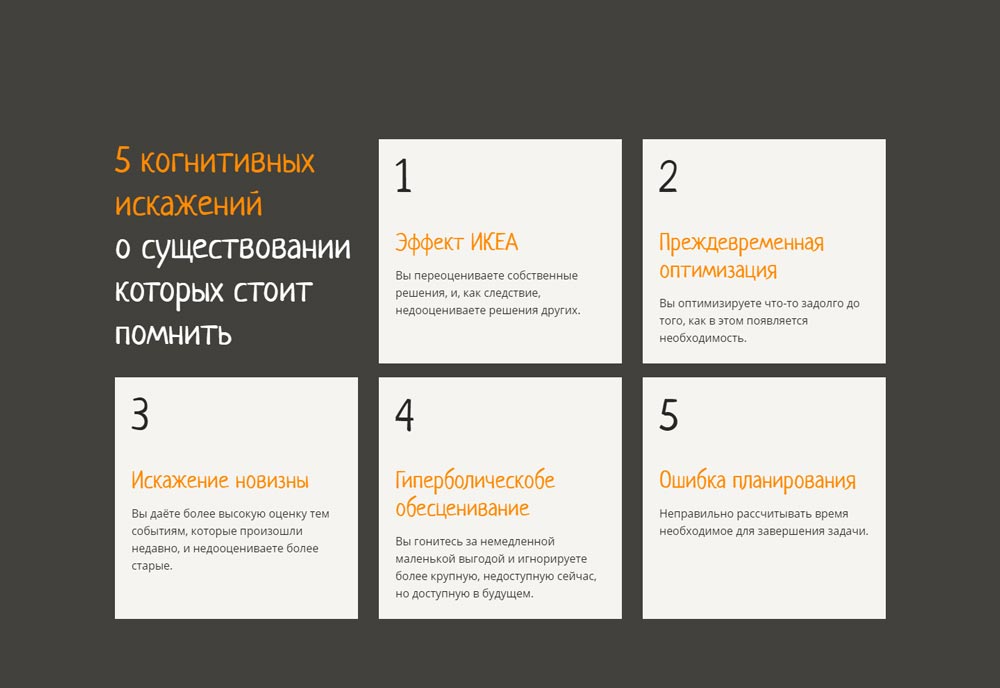 5 когнитивных
искажений
о существовании
которых стоит
помнить
1
Эффект ИКЕА
Вы переоцениваете собственные
решения, и, как следствие,
недооцениваете решения других.
2
Преждевременная
оптимизация
Вы оптимизируете что-то задолго до
того, как в этом появляется
необходимость.
3
Искажение новизны
Вы даёте более высокую оценку тем
событиям, которые произошли
недавно, и недооцениваете более
старые.
4
Гиперболическобе
обесценивание
Вы гонитесь за немедленной
маленькой выгодой и игнорируете
более крупную, недоступную сейчас,
но доступную в будущем.
5
Ошибка планирования
Неправильно рассчитывать время
необходимое для завершения задачи.